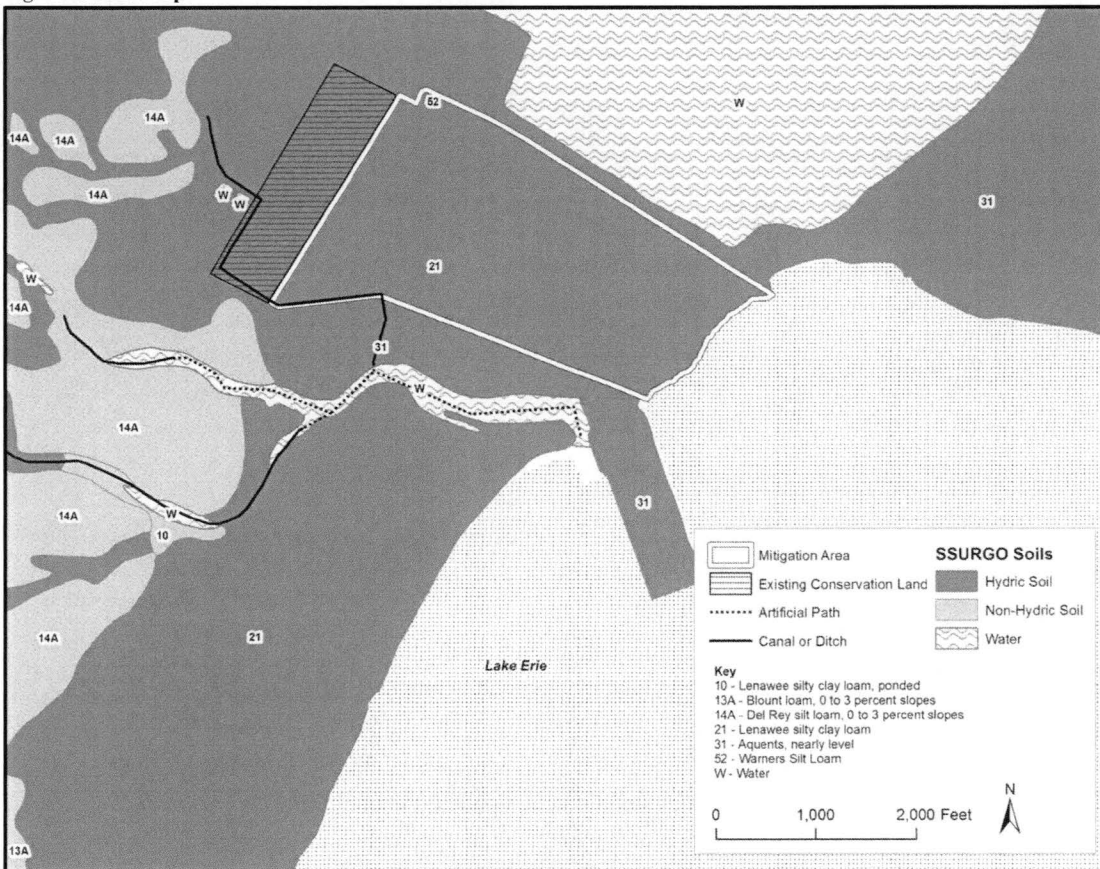 52
W
14A
14A
14A
14A
W
W
31
21
W
14A
31
W
14A
31
14A
W
10
14A
21
Lake Erie
13A
Mitigation Area
Existing Conservation Land
Artificial Path
Canal or Ditch
SSURGO Soils
Hydric Soil
Non-Hydric Soil
Water
Key
10 - Lenawee silty clay loam, ponded
13A - Blount loam, 0 to 3 percent slopes
14A - Del Rey silt loam, 0 to 3 percent slopes
21 - Lenawee silty clay loam
31 - Aquents, nearly level
52 - Warners Silt Loam
W - Water
0 1,000 2,000 Feet
N